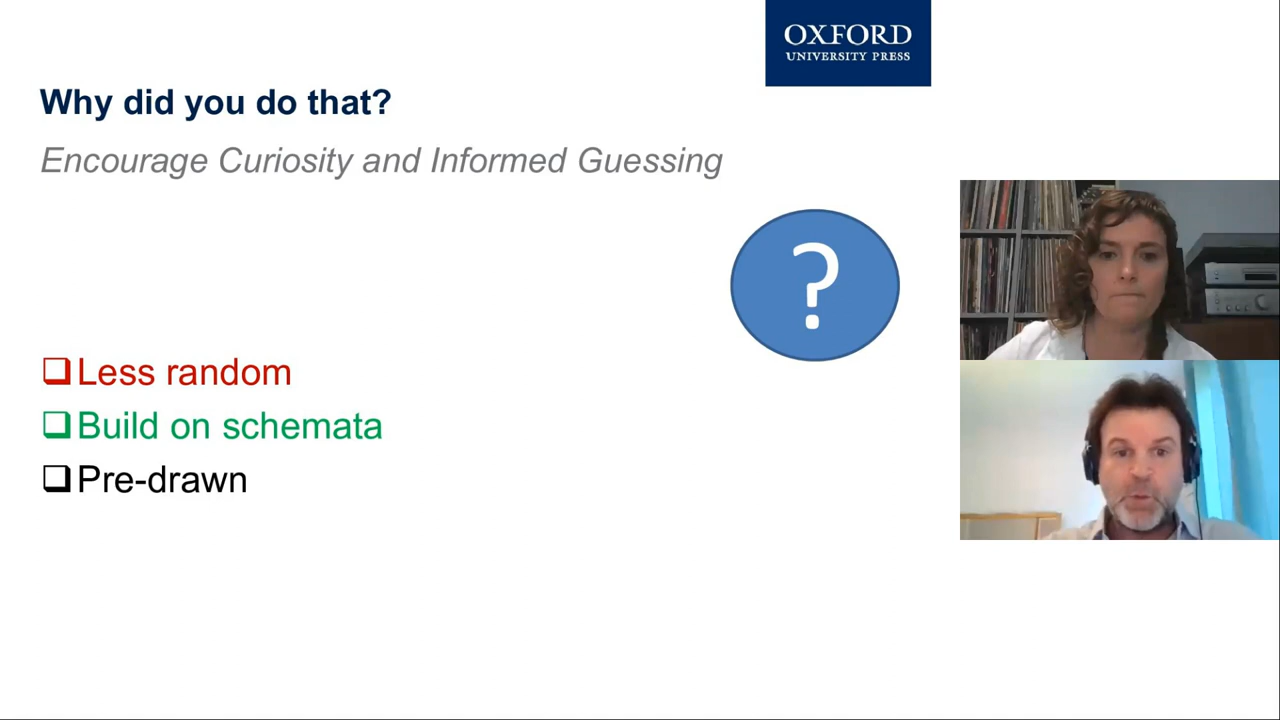 OXFORD
UNIVERSITY PRESS
Why did you do that?
Encourage Curiosity and Informed Guessing
?
Less random
Build on schemata
Pre-drawn